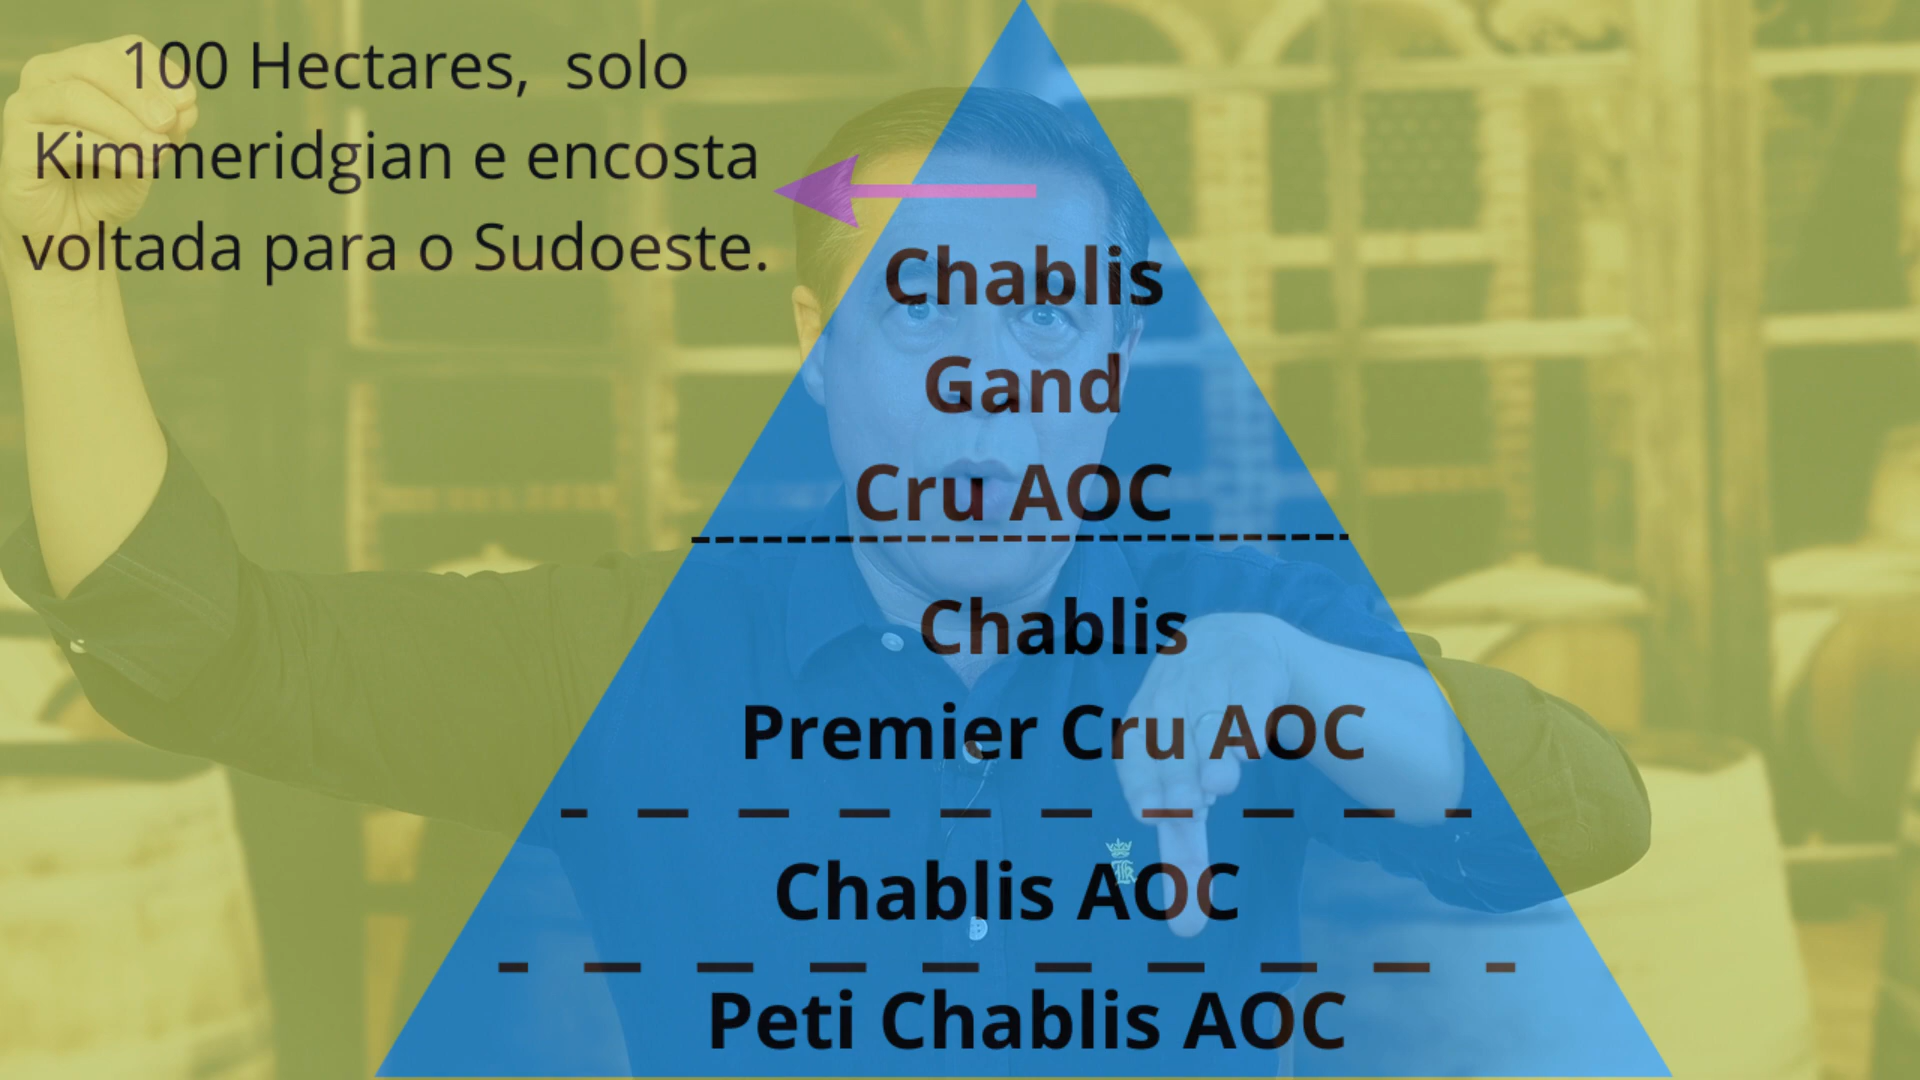 100 Hectares, solo
Kimmeridgian e encosta
voltada para o Sudoeste.
Chablis
Gand
Cru AOC
Chablis
Premier Cru AOC
Chablis AOC
Peti Chablis AOC